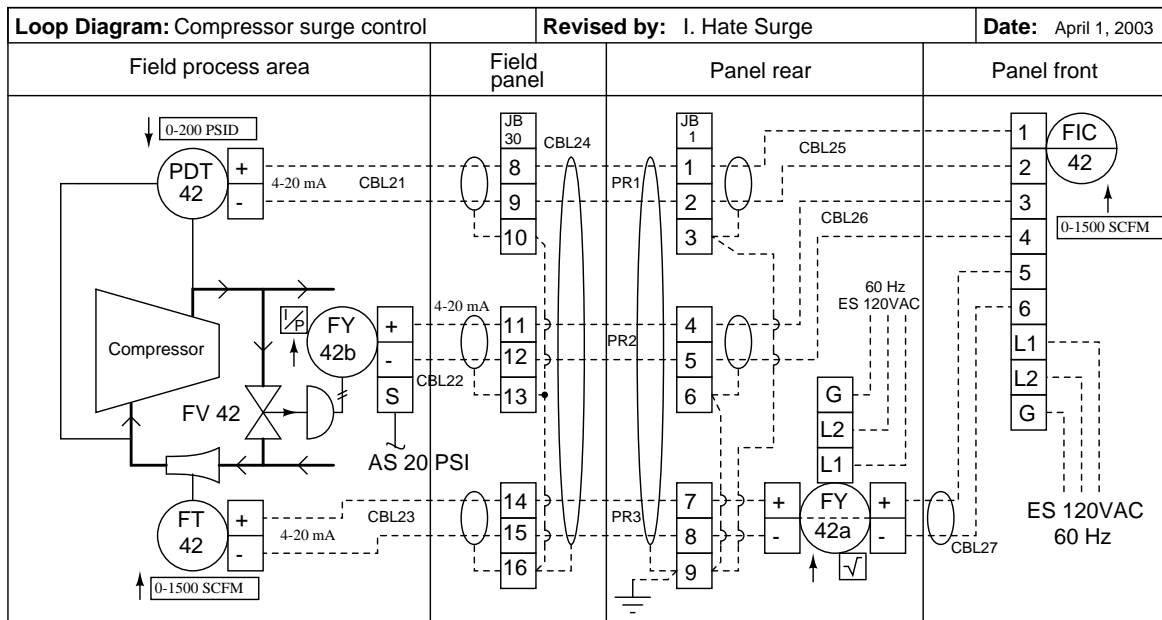 Loop Diagram: Compressor surge control
Revised by: I. Hate Surge
Date: April 1, 2003
Field process area
Field panel
Panel rear
Panel front
0-200 PSID
PDT 42
+
-
4-20 mA
CBL21
JB 30
8
9
10
CBL24
PR1
JB 1
1
2
3
CBL25
CBL26
1
2
3
4
5
6
L1
L2
G
FIC 42
0-1500 SCFM
Compressor
I/P
FY 42b
+
-
S
4-20 mA
CBL22
FV 42
AS 20 PSI
11
12
13
PR2
4
5
6
60 Hz
ES 120VAC
G
L2
L1
FT 42
+
-
4-20 mA
CBL23
0-1500 SCFM
14
15
16
PR3
7
8
9
+
-
FY 42a
+
-
√
CBL27
ES 120VAC
60 Hz